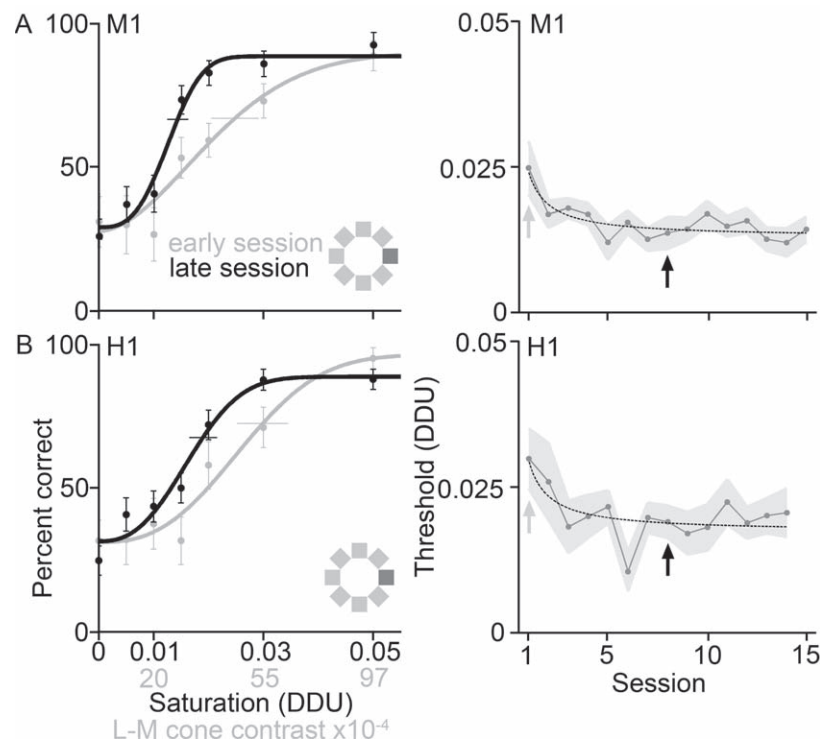 A M1
100
50
0
early session
late session
M1
0.05
0.025
0
B H1
100
50
0
Percent correct
0 0.01 0.03 0.05
20 55 97
Saturation (DDU)
L-M cone contrast x10⁻⁴
H1
0.05
0.025
0
Threshold (DDU)
1 5 10 15
Session